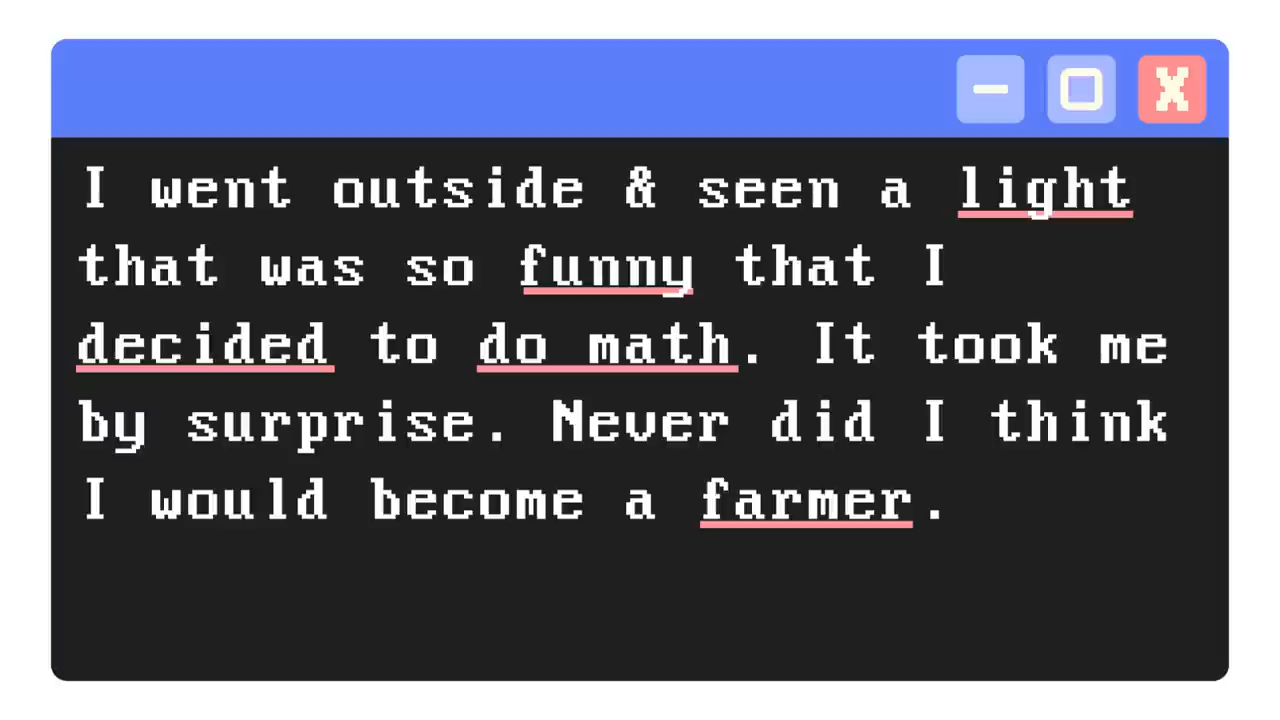 I went outside & seen a light
that was so funny that I
decided to do math. It took me
by surprise. Never did I think
I would become a farmer.